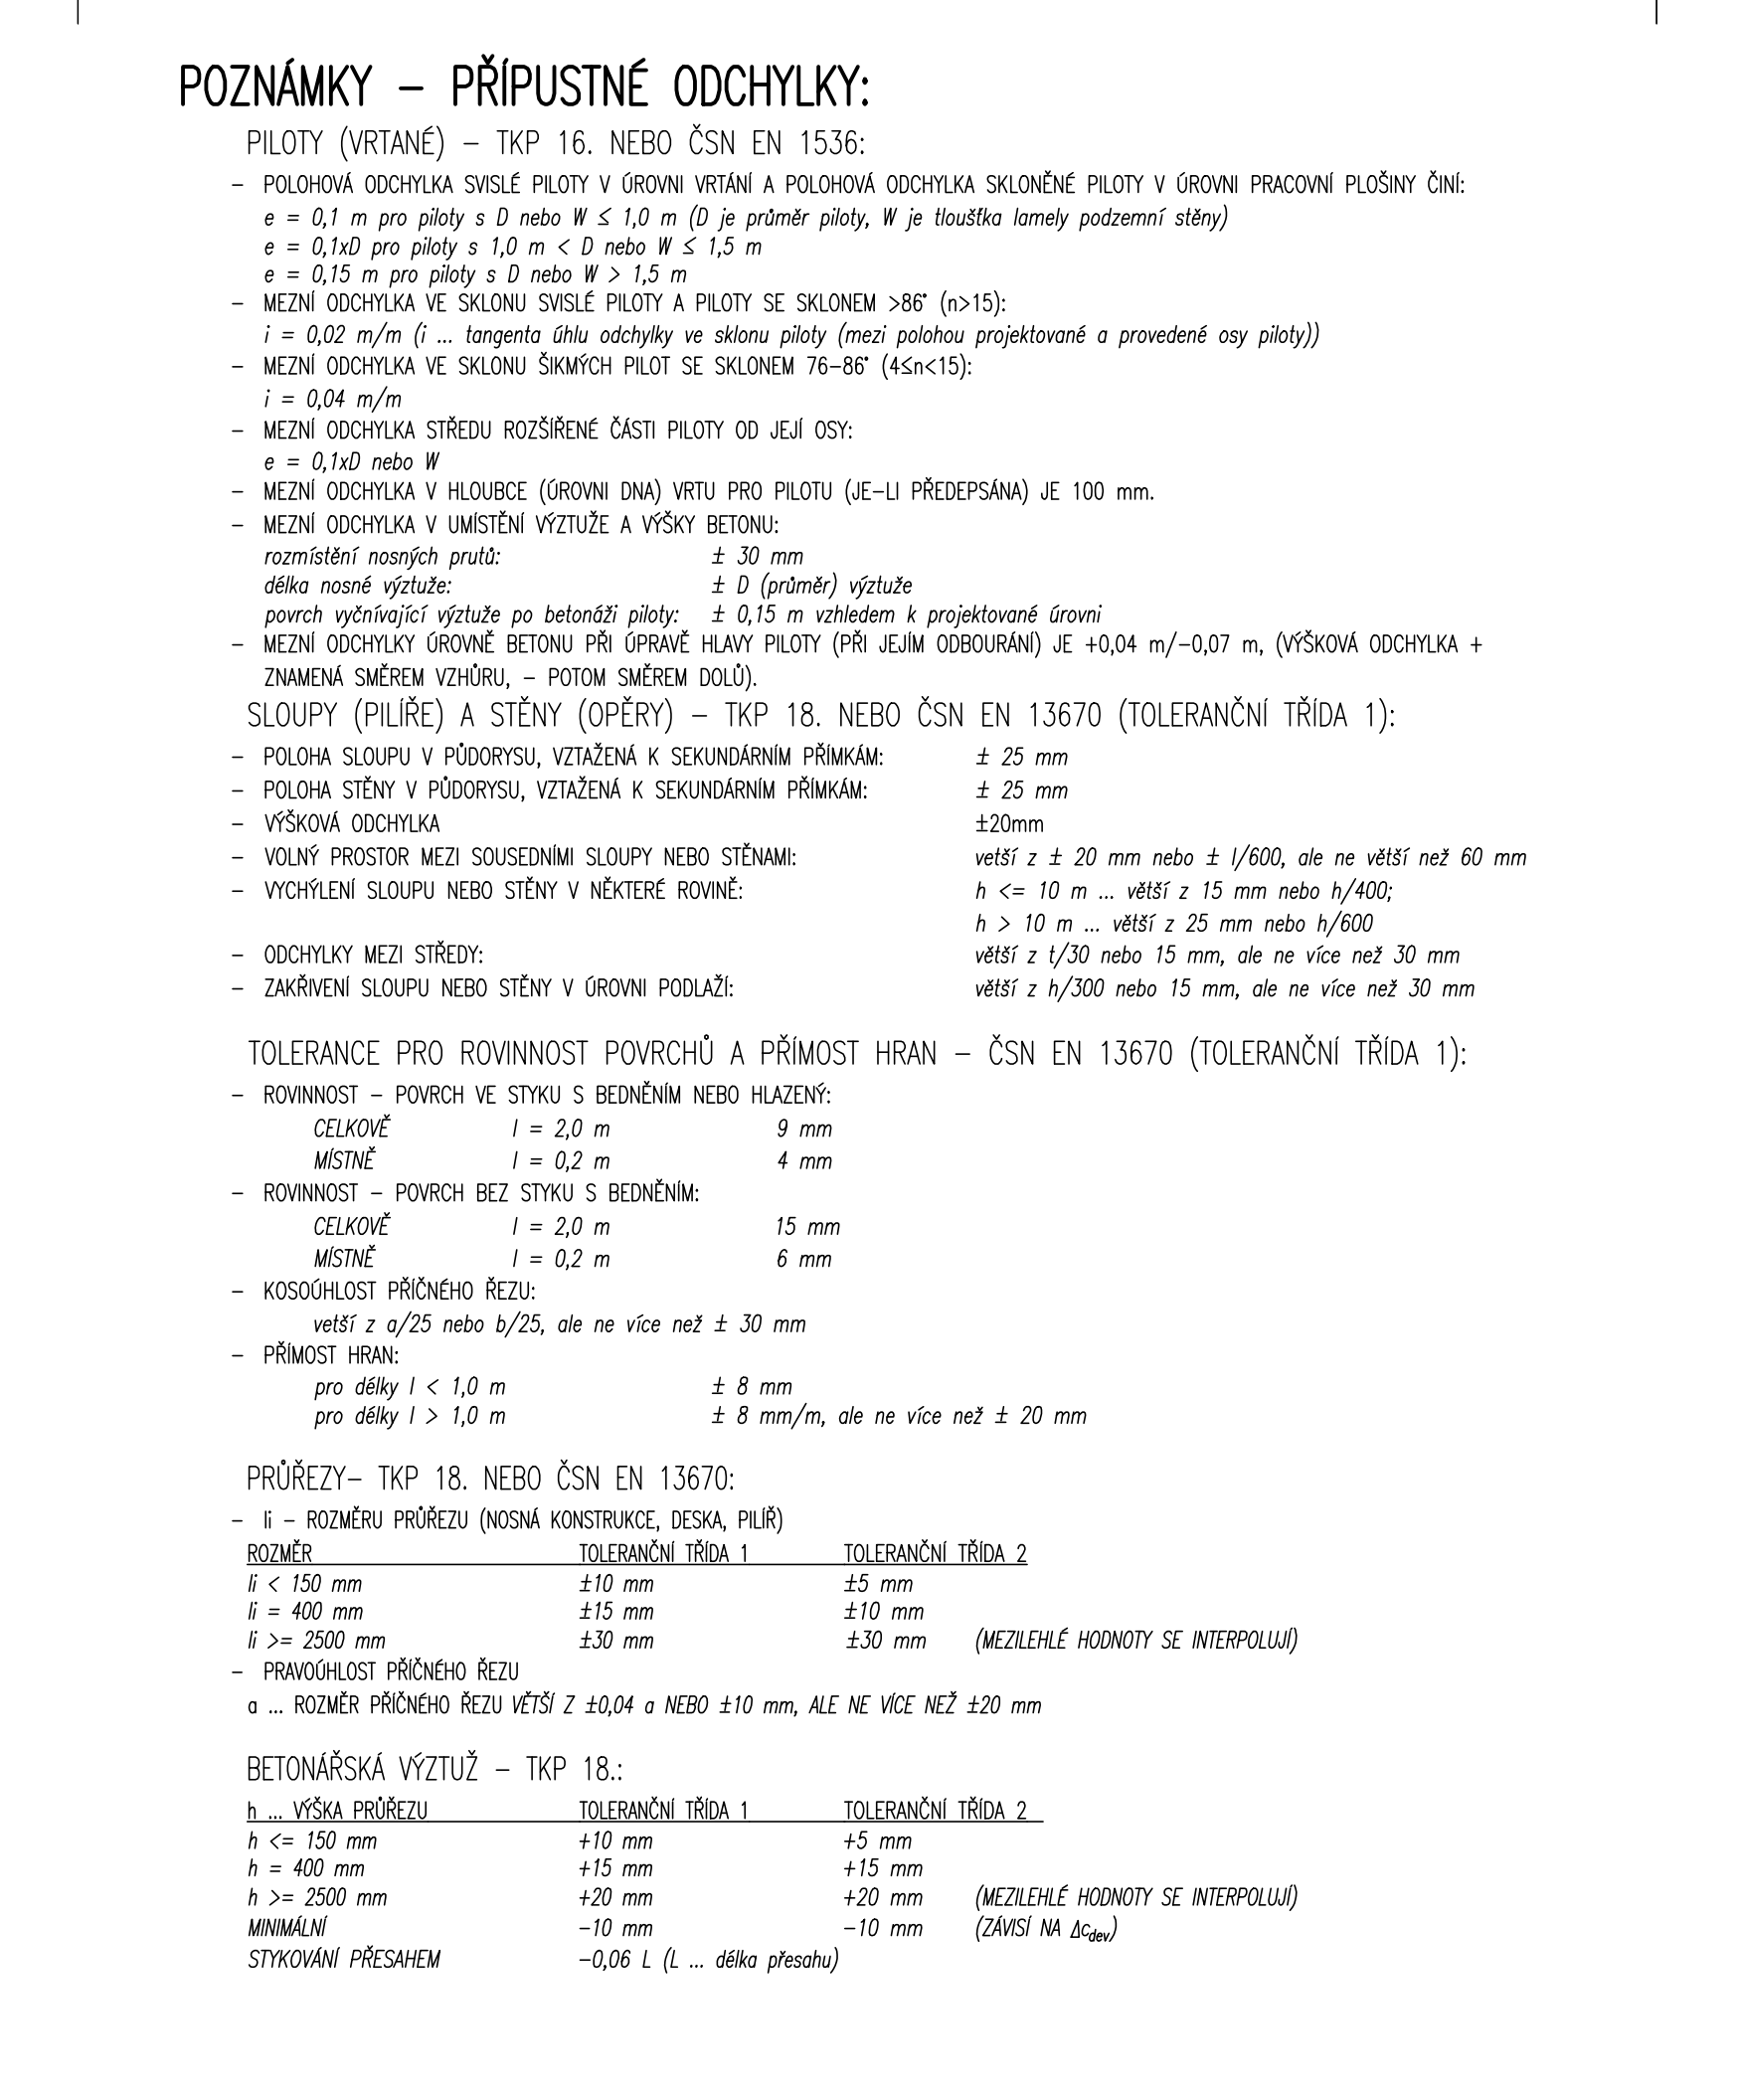 POZNÁMKY – PŘÍPUSTNÉ ODCHYLKY:
PILOTY (VRTANÉ) – TKP 16. NEBO ČSN EN 1536:
– POLOHOVÁ ODCHYLKA SVISLÉ PILOTY V ÚROVNI VRTÁNÍ A POLOHOVÁ ODCHYLKA SKLONĚNÉ PILOTY V ÚROVNI PRACOVNÍ PLOŠINY ČINÍ:
e = 0,1 m pro piloty s D nebo W ≤ 1,0 m (D je průměr piloty, W je tloušťka lamely podzemní stěny)
e = 0,1xD pro piloty s 1,0 m < D nebo W ≤ 1,5 m
e = 0,15 m pro piloty s D nebo W > 1,5 m
– MEZNÍ ODCHYLKA VE SKLONU SVISLÉ PILOTY A PILOTY SE SKLONEM >86° (n>15):
i = 0,02 m/m (i ... tangenta úhlu odchylky ve sklonu piloty (mezi polohou projektované a provedené osy piloty))
– MEZNÍ ODCHYLKA VE SKLONU ŠIKMÝCH PILOT SE SKLONEM 76–86° (4≤n<15):
i = 0,04 m/m
– MEZNÍ ODCHYLKA STŘEDU ROZŠÍŘENÉ ČÁSTI PILOTY OD JEJÍ OSY:
e = 0,1xD nebo W
– MEZNÍ ODCHYLKA V HLOUBCE (ÚROVNI DNA) VRTU PRO PILOTU (JE–LI PŘEDEPSÁNA) JE 100 mm.
– MEZNÍ ODCHYLKA V UMÍSTĚNÍ VÝZTUŽE A VÝŠKY BETONU:
rozmístění nosných prutů: ± 30 mm
délka nosné výztuže: ± D (průměr) výztuže
povrch vyčnívající výztuže po betonáži piloty: ± 0,15 m vzhledem k projektované úrovni
– MEZNÍ ODCHYLKY ÚROVNĚ BETONU PŘI ÚPRAVĚ HLAVY PILOTY (PŘI JEJÍM ODBOURÁNÍ) JE +0,04 m/–0,07 m, (VÝŠKOVÁ ODCHYLKA +
ZNAMENÁ SMĚREM VZHŮRU, – POTOM SMĚREM DOLŮ).
SLOUPY (PILÍŘE) A STĚNY (OPĚRY) – TKP 18. NEBO ČSN EN 13670 (TOLERANČNÍ TŘÍDA 1):
– POLOHA SLOUPU V PŮDORYSU, VZTAŽENÁ K SEKUNDÁRNÍM PŘÍMKÁM: ± 25 mm
– POLOHA STĚNY V PŮDORYSU, VZTAŽENÁ K SEKUNDÁRNÍM PŘÍMKÁM: ± 25 mm
– VÝŠKOVÁ ODCHYLKA ±20mm
– VOLNÝ PROSTOR MEZI SOUSEDNÍMI SLOUPY NEBO STĚNAMI: vetší z ± 20 mm nebo ± l/600, ale ne větší než 60 mm
– VYCHÝLENÍ SLOUPU NEBO STĚNY V NĚKTERÉ ROVINĚ: h <= 10 m ... větší z 15 mm nebo h/400;
h > 10 m ... větší z 25 mm nebo h/600
– ODCHYLKY MEZI STŘEDY: větší z t/30 nebo 15 mm, ale ne více než 30 mm
– ZAKŘIVENÍ SLOUPU NEBO STĚNY V ÚROVNI PODLAŽÍ: větší z h/300 nebo 15 mm, ale ne více než 30 mm
TOLERANCE PRO ROVINNOST POVRCHŮ A PŘÍMOST HRAN – ČSN EN 13670 (TOLERANČNÍ TŘÍDA 1):
– ROVINNOST – POVRCH VE STYKU S BEDNĚNÍM NEBO HLAZENÝ:
CELKOVĚ l = 2,0 m 9 mm
MÍSTNĚ l = 0,2 m 4 mm
– ROVINNOST – POVRCH BEZ STYKU S BEDNĚNÍM:
CELKOVĚ l = 2,0 m 15 mm
MÍSTNĚ l = 0,2 m 6 mm
– KOSOÚHLOST PŘÍČNÉHO ŘEZU:
vetší z a/25 nebo b/25, ale ne více než ± 30 mm
– PŘÍMOST HRAN:
pro délky l < 1,0 m ± 8 mm
pro délky l > 1,0 m ± 8 mm/m, ale ne více než ± 20 mm
PRŮŘEZY– TKP 18. NEBO ČSN EN 13670:
– li – ROZMĚRU PRŮŘEZU (NOSNÁ KONSTRUKCE, DESKA, PILÍŘ)
ROZMĚR TOLERANČNÍ TŘÍDA 1 TOLERANČNÍ TŘÍDA 2
li < 150 mm ±10 mm ±5 mm
li = 400 mm ±15 mm ±10 mm
li >= 2500 mm ±30 mm ±30 mm (MEZILEHLÉ HODNOTY SE INTERPOLUJÍ)
– PRAVOÚHLOST PŘÍČNÉHO ŘEZU
a ... ROZMĚR PŘÍČNÉHO ŘEZU VĚTŠÍ Z ±0,04 a NEBO ±10 mm, ALE NE VÍCE NEŽ ±20 mm
BETONÁŘSKÁ VÝZTUŽ – TKP 18.:
h ... VÝŠKA PRŮŘEZU TOLERANČNÍ TŘÍDA 1 TOLERANČNÍ TŘÍDA 2
h <= 150 mm +10 mm +5 mm
h = 400 mm +15 mm +15 mm
h >= 2500 mm +20 mm +20 mm (MEZILEHLÉ HODNOTY SE INTERPOLUJÍ)
MINIMÁLNÍ –10 mm –10 mm (ZÁVISÍ NA Δcdev)
STYKOVÁNÍ PŘESAHEM –0,06 L (L ... délka přesahu)